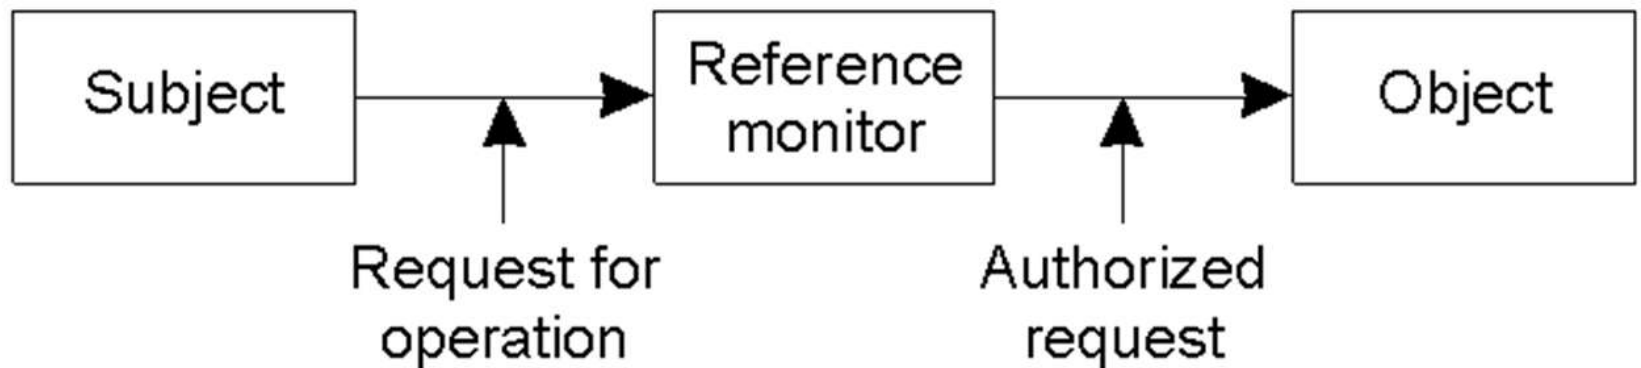 Subject
Reference
monitor
Object
Request for
operation
Authorized
request